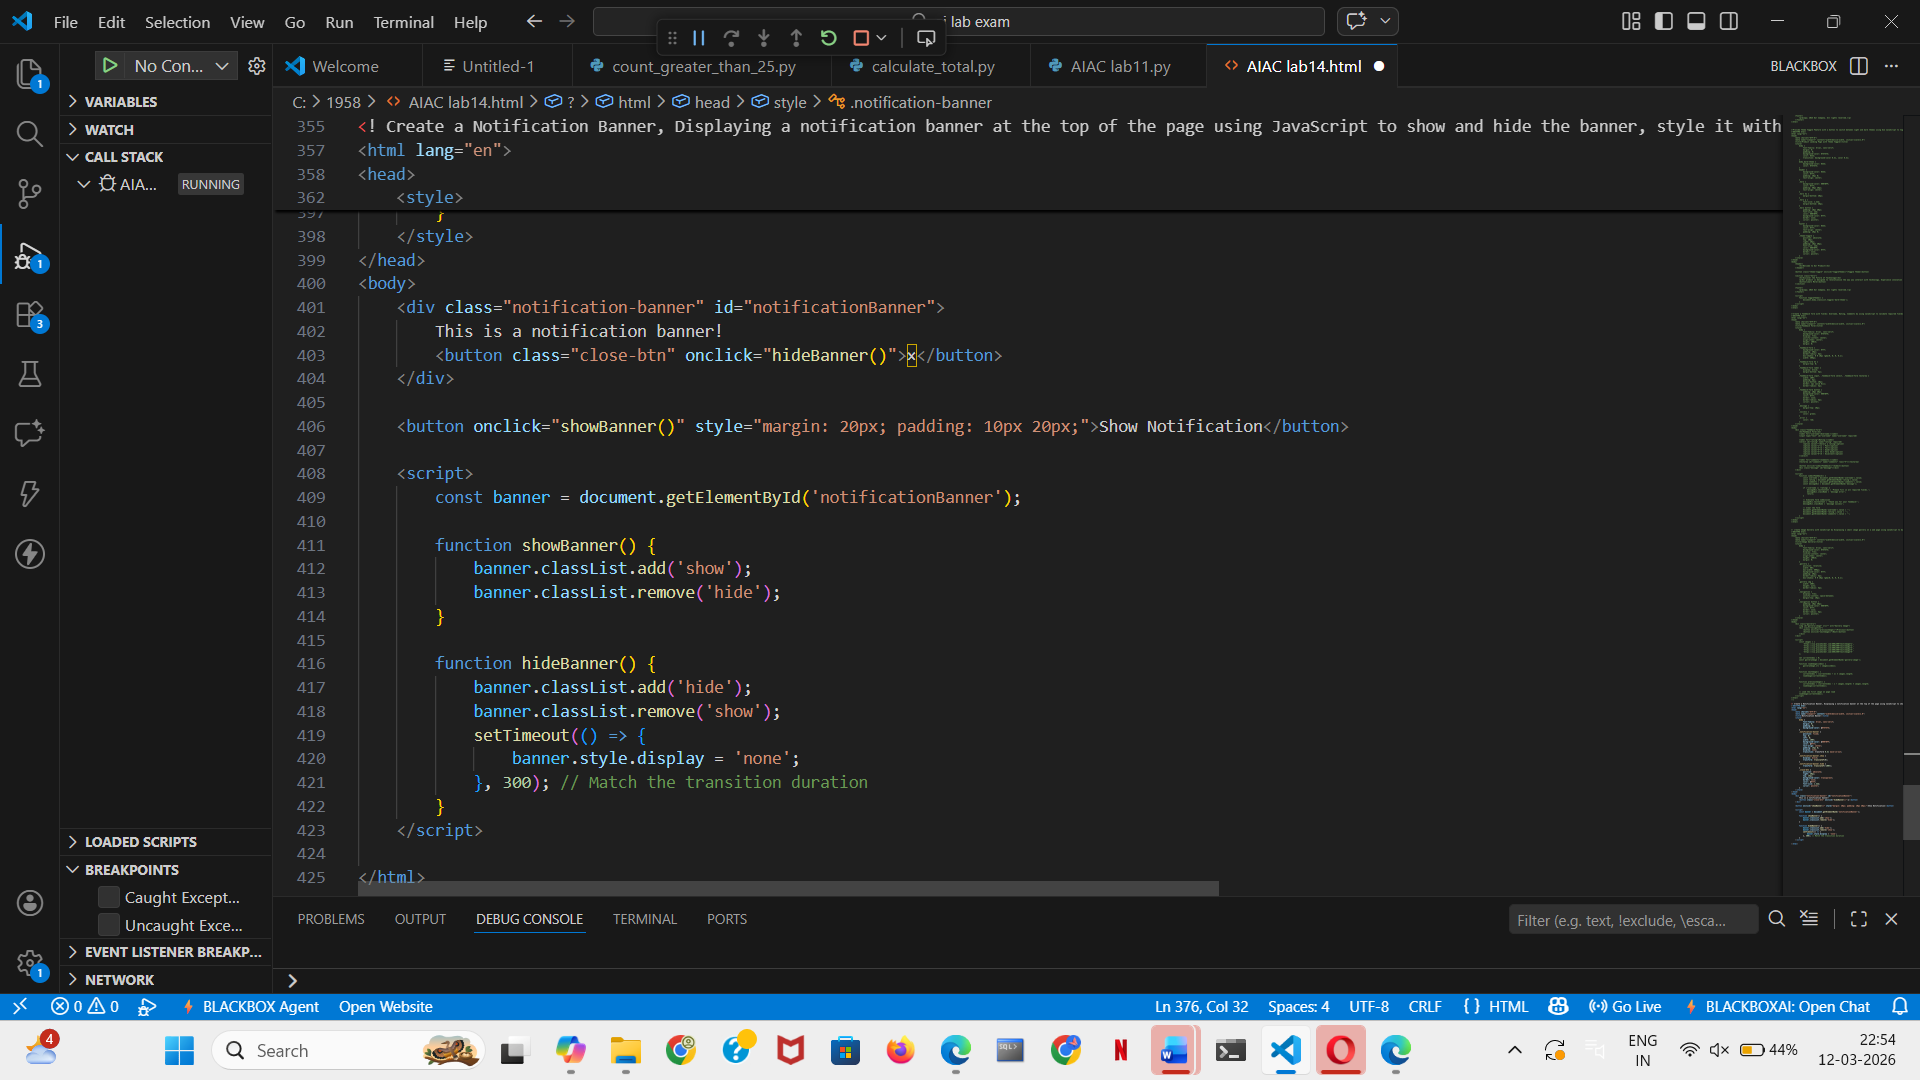 File Edit Selection View Go Run Terminal Help
lab exam
No Con...
Welcome
Untitled-1
count_greater_than_25.py
calculate_total.py
AIAC lab11.py
AIAC lab14.html
BLACKBOX
C: > 1958 > AIAC lab14.html > ? > html > head > style > .notification-banner
VARIABLES
WATCH
CALL STACK
AIA... RUNNING
LOADED SCRIPTS
BREAKPOINTS
Caught Except...
Uncaught Exce...
EVENT LISTENER BREAKP...
NETWORK
355 <! Create a Notification Banner, Displaying a notification banner at the top of the page using JavaScript to show and hide the banner, style it with
357 <html lang="en">
358 <head>
362 <style>
397 }
398 </style>
399 </head>
400 <body>
401 <div class="notification-banner" id="notificationBanner">
402 This is a notification banner!
403 <button class="close-btn" onclick="hideBanner()">×</button>
404 </div>
405
406 <button onclick="showBanner()" style="margin: 20px; padding: 10px 20px;">Show Notification</button>
407
408 <script>
409 const banner = document.getElementById('notificationBanner');
410
411 function showBanner() {
412 banner.classList.add('show');
413 banner.classList.remove('hide');
414 }
415
416 function hideBanner() {
417 banner.classList.add('hide');
418 banner.classList.remove('show');
419 setTimeout(() => {
420 banner.style.display = 'none';
421 }, 300); // Match the transition duration
422 }
423 </script>
424
425 </html>
PROBLEMS OUTPUT DEBUG CONSOLE TERMINAL PORTS
Filter (e.g. text, !exclude, \esca...
0 0 BLACKBOX Agent Open Website
Ln 376, Col 32 Spaces: 4 UTF-8 CRLF { } HTML Go Live BLACKBOXAI: Open Chat
4 Search
ENG
IN
44%
22:54
12-03-2026